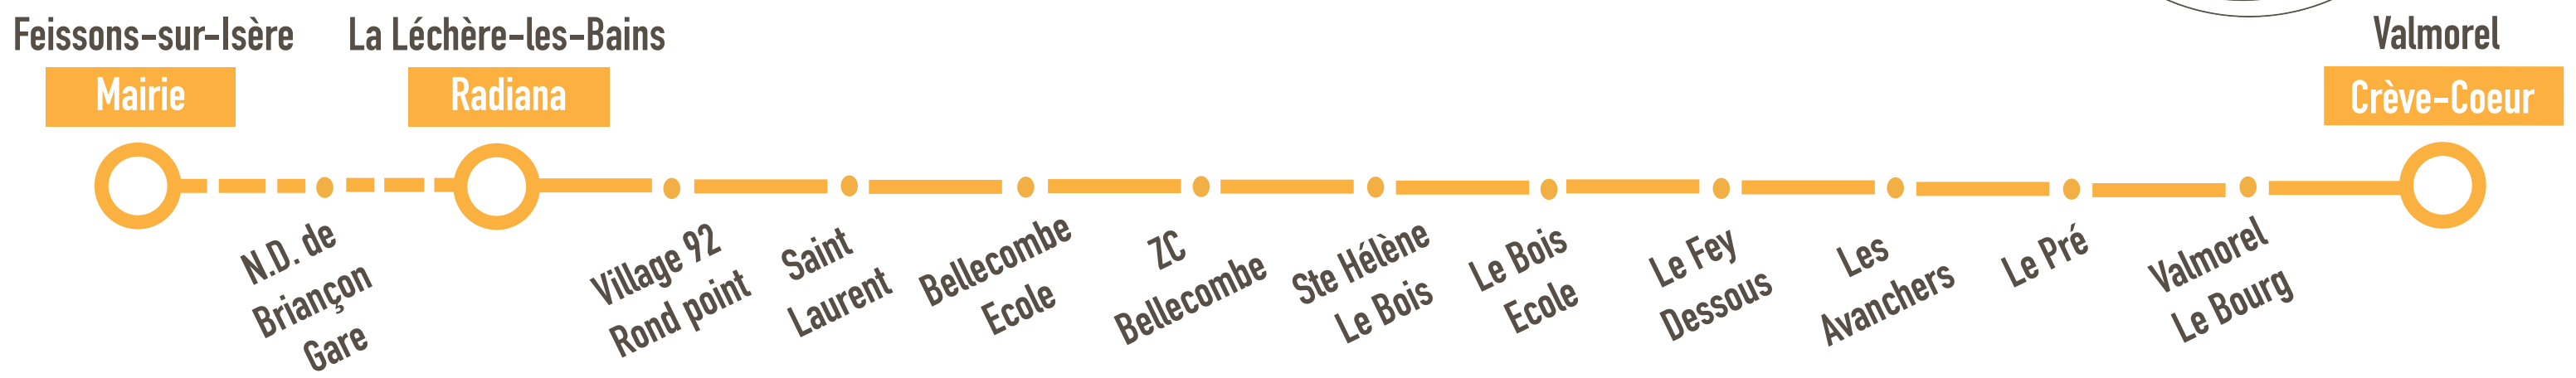 Feissons-sur-Isère
Mairie
La Léchère-les-Bains
Radiana
Valmorel
Crève-Coeur
N.D. de
Briançon
Gare
Village 92
Rond point
Saint
Laurent
Bellecombe
Ecole
ZC
Bellecombe
Ste Hélène
Le Bois
Le Bois
Ecole
Le Fey
Dessous
Les
Avanchers
Le Pré
Valmorel
Le Bourg